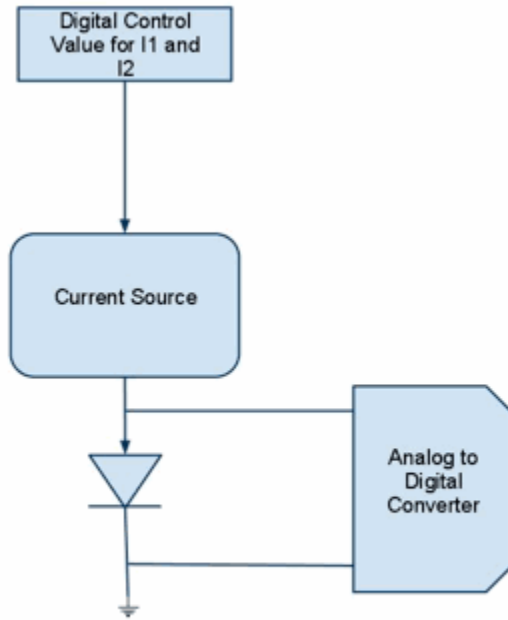 Digital Control
Value for I1 and
I2
Current Source
Analog to
Digital
Converter